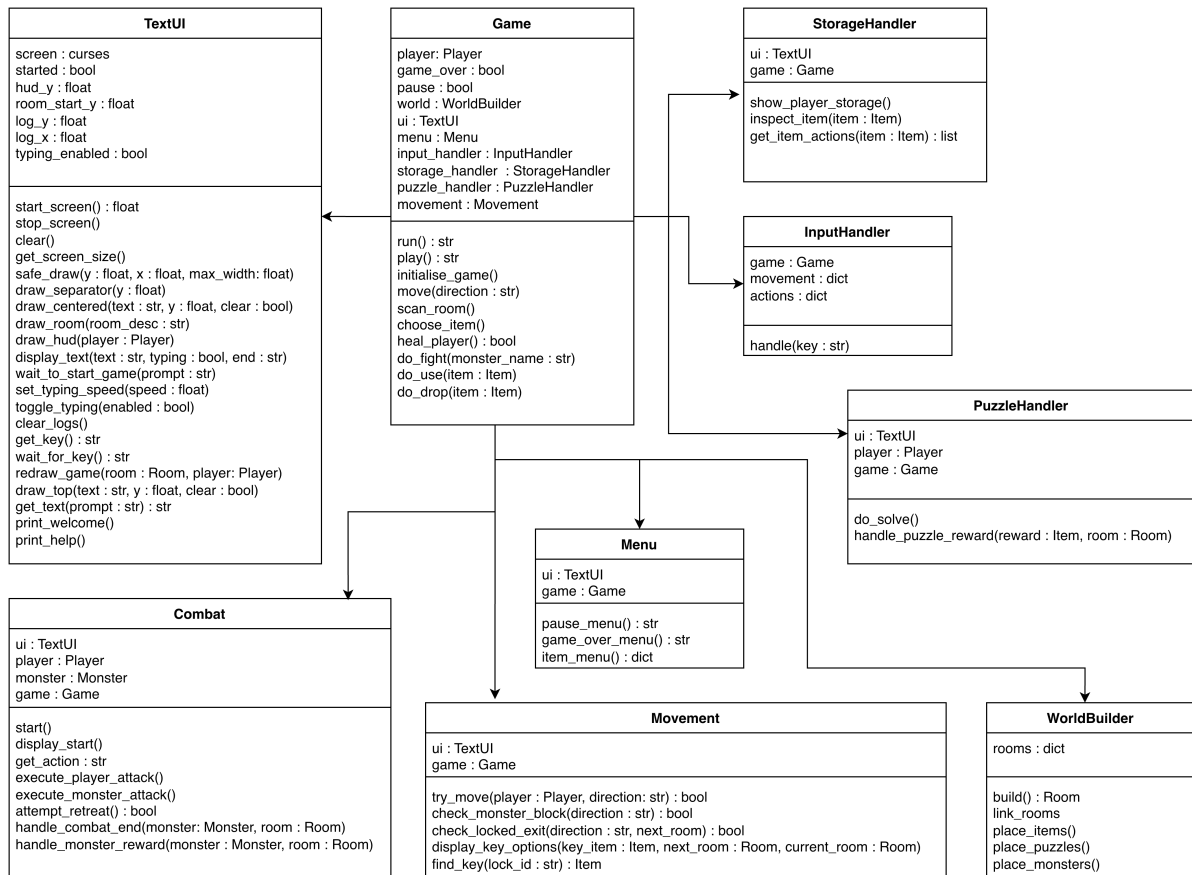 TextUI
screen : curses
started : bool
hud_y : float
room_start_y : float
log_y : float
log_x : float
typing_enabled : bool
start_screen() : float
stop_screen()
clear()
get_screen_size()
safe_draw(y : float, x : float, max_width: float)
draw_separator(y : float)
draw_centered(text : str, y : float, clear : bool)
draw_room(room_desc : str)
draw_hud(player : Player)
display_text(text : str, typing : bool, end : str)
wait_to_start_game(prompt : str)
set_typing_speed(speed : float)
toggle_typing(enabled : bool)
clear_logs()
get_key() : str
wait_for_key() : str
redraw_game(room : Room, player: Player)
draw_top(text : str, y : float, clear : bool)
get_text(prompt : str) : str
print_welcome()
print_help()
Game
player: Player
game_over : bool
pause : bool
world : WorldBuilder
ui : TextUI
menu : Menu
input_handler : InputHandler
storage_handler  : StorageHandler
puzzle_handler : PuzzleHandler
movement : Movement
run() : str
play() : str
initialise_game()
move(direction : str)
scan_room()
choose_item()
heal_player() : bool
do_fight(monster_name : str)
do_use(item : Item)
do_drop(item : Item)
StorageHandler
ui : TextUI
game : Game
show_player_storage()
inspect_item(item : Item)
get_item_actions(item : Item) : list
InputHandler
game : Game
movement : dict
actions : dict
handle(key : str)
PuzzleHandler
ui : TextUI
player : Player
game : Game
do_solve()
handle_puzzle_reward(reward : Item, room : Room)
Menu
ui : TextUI
game : Game
pause_menu() : str
game_over_menu() : str
item_menu() : dict
Combat
ui : TextUI
player : Player
monster : Monster
game : Game
start()
display_start()
get_action : str
execute_player_attack()
execute_monster_attack()
attempt_retreat() : bool
handle_combat_end(monster: Monster, room : Room)
handle_monster_reward(monster : Monster, room : Room)
Movement
ui : TextUI
game : Game
try_move(player : Player, direction: str) : bool
check_monster_block(direction : str) : bool
check_locked_exit(direction : str, next_room) : bool
display_key_options(key_item : Item, next_room : Room, current_room : Room)
find_key(lock_id : str) : Item
WorldBuilder
rooms : dict
build() : Room
link_rooms
place_items()
place_puzzles()
place_monsters()